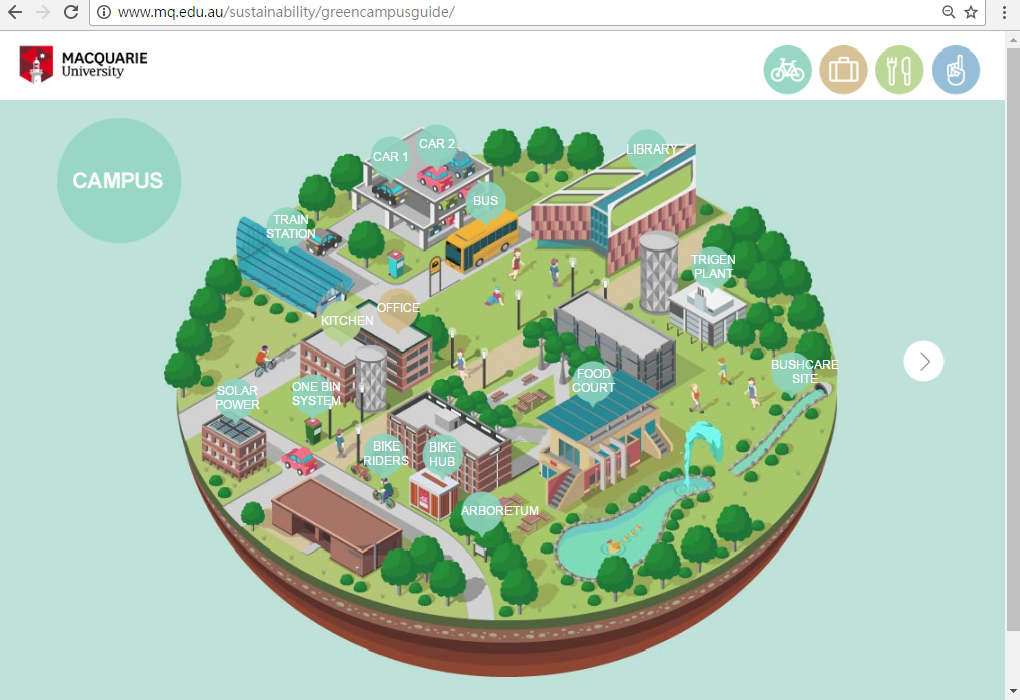 www.mq.edu.au/sustainability/greencampusguide/
MACQUARIE
University
CAMPUS
CAR 1
CAR 2
LIBRARY
BUS
TRAIN
STATION
TRIGEN
PLANT
OFFICE
KITCHEN
FOOD
COURT
BUSHCARE
SITE
SOLAR
POWER
ONE BIN
SYSTEM
BIKE
RIDERS
BIKE
HUB
ARBORETUM